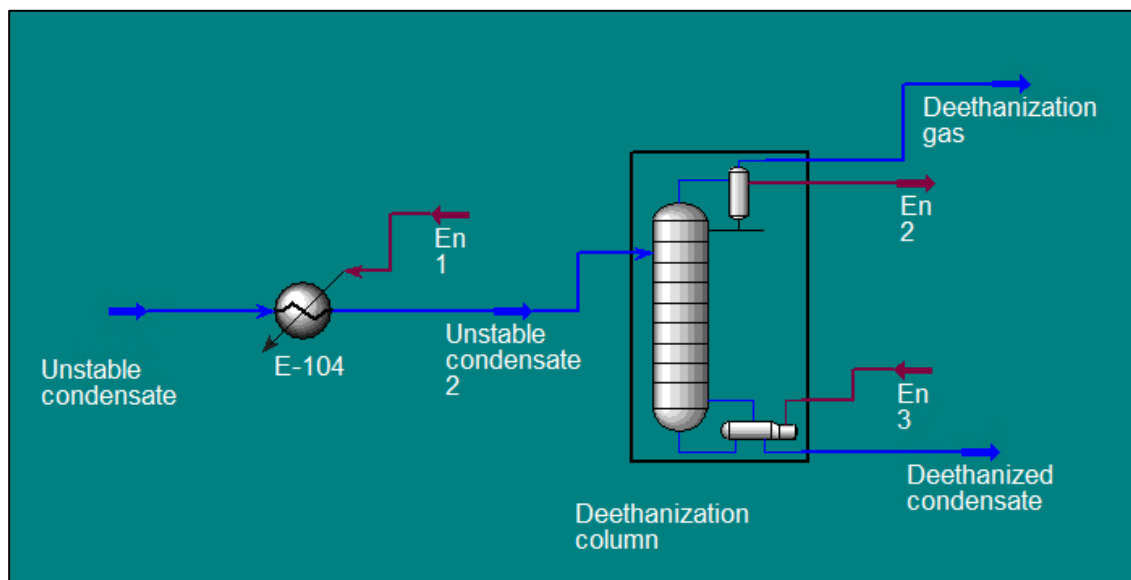 Deethanization
gas
En
2
En
1
Unstable
condensate
E-104
Unstable
condensate
2
En
3
Deethanized
condensate
Deethanization
column